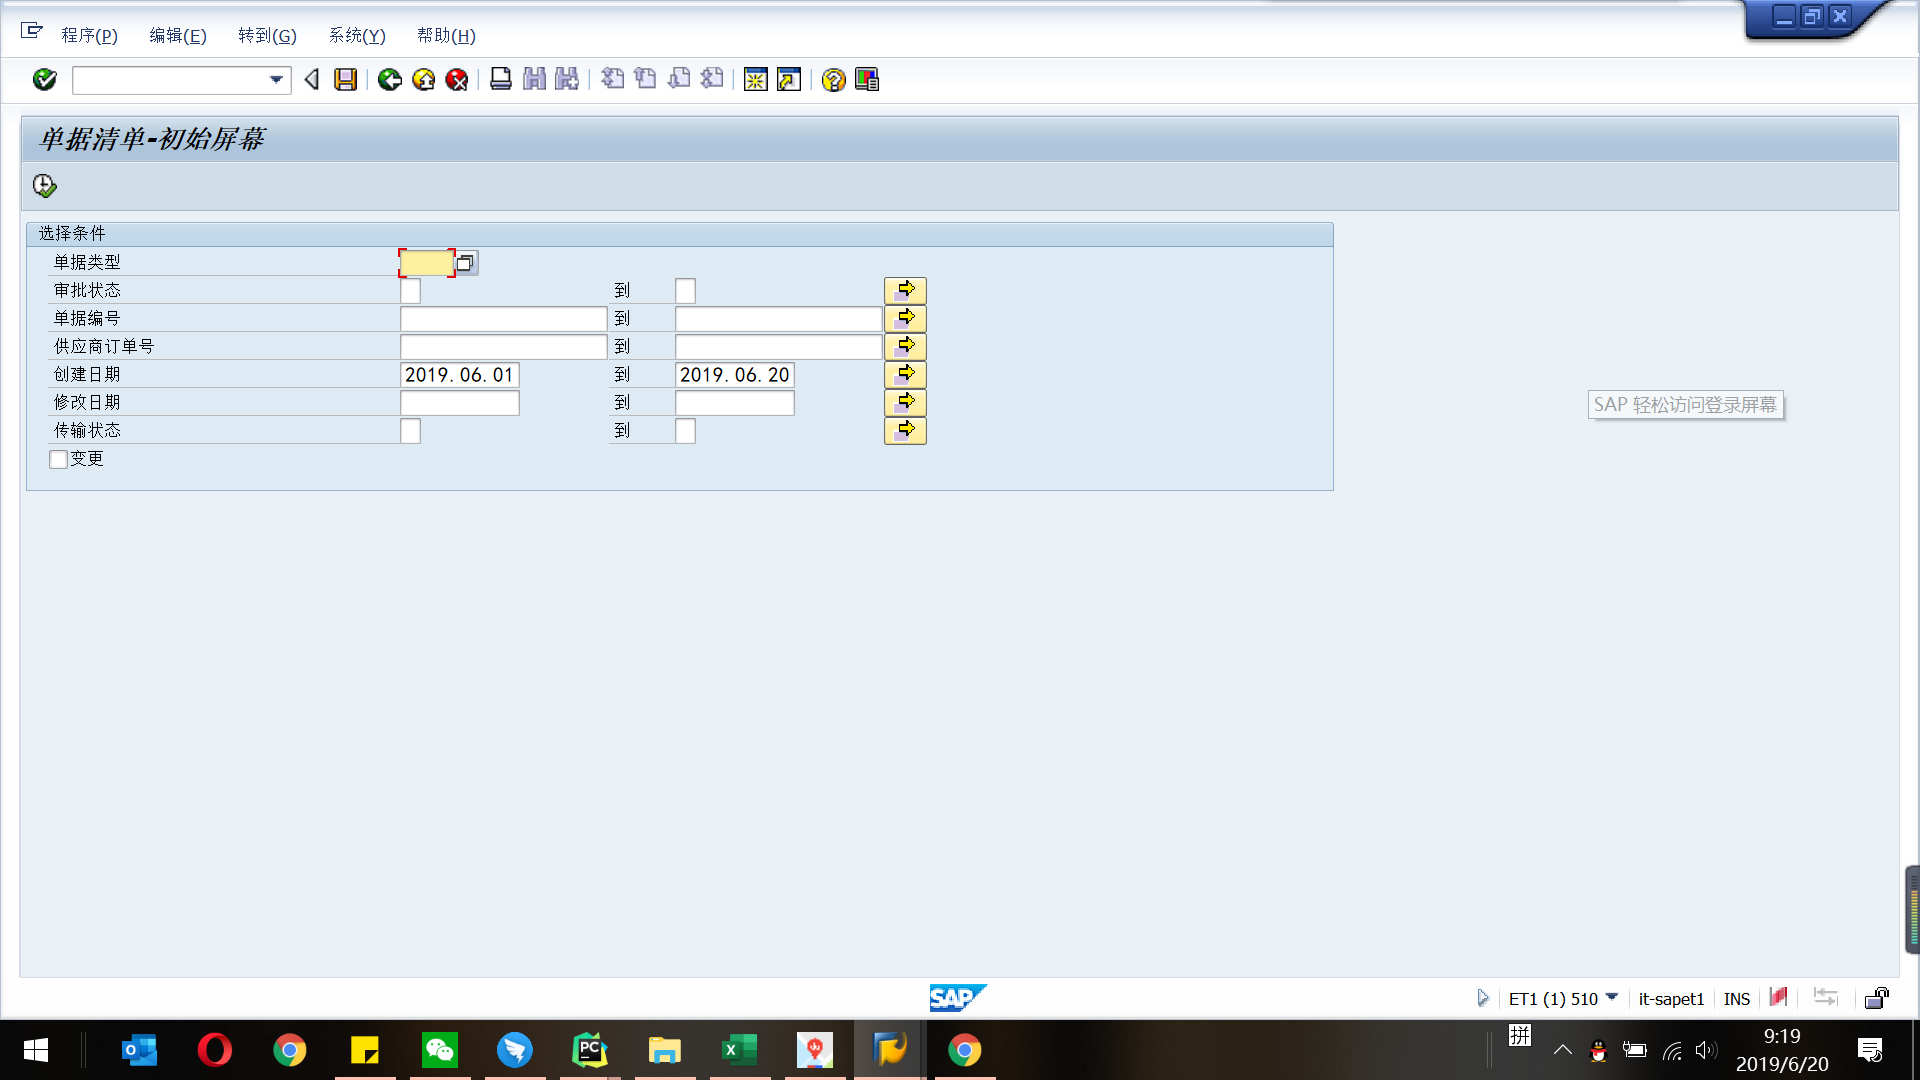 程序(P) 编辑(E) 转到(G) 系统(Y) 帮助(H)
单据清单-初始屏幕
选择条件
单据类型
审批状态 到
单据编号 到
供应商订单号 到
创建日期 2019.06.01 到 2019.06.20
修改日期 到
传输状态 到
变更
SAP 轻松访问登录屏幕
SAP
ET1 (1) 510 it-sapet1 INS
拼
9:19
2019/6/20
PC